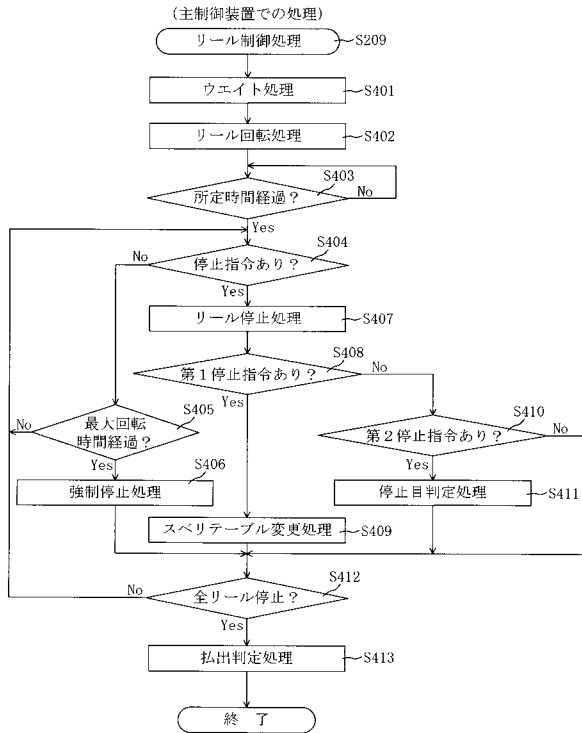 (主制御装置での処理)
リール制御処理
S209
ウエイト処理
S401
リール回転処理
S402
所定時間経過?
S403
No
Yes
停止指令あり?
S404
No
Yes
リール停止処理
S407
第1停止指令あり?
S408
No
Yes
最大回転
時間経過?
S405
No
Yes
第2停止指令あり?
S410
No
Yes
強制停止処理
S406
停止目判定処理
S411
スベリテーブル変更処理
S409
全リール停止?
S412
No
Yes
払出判定処理
S413
終 了